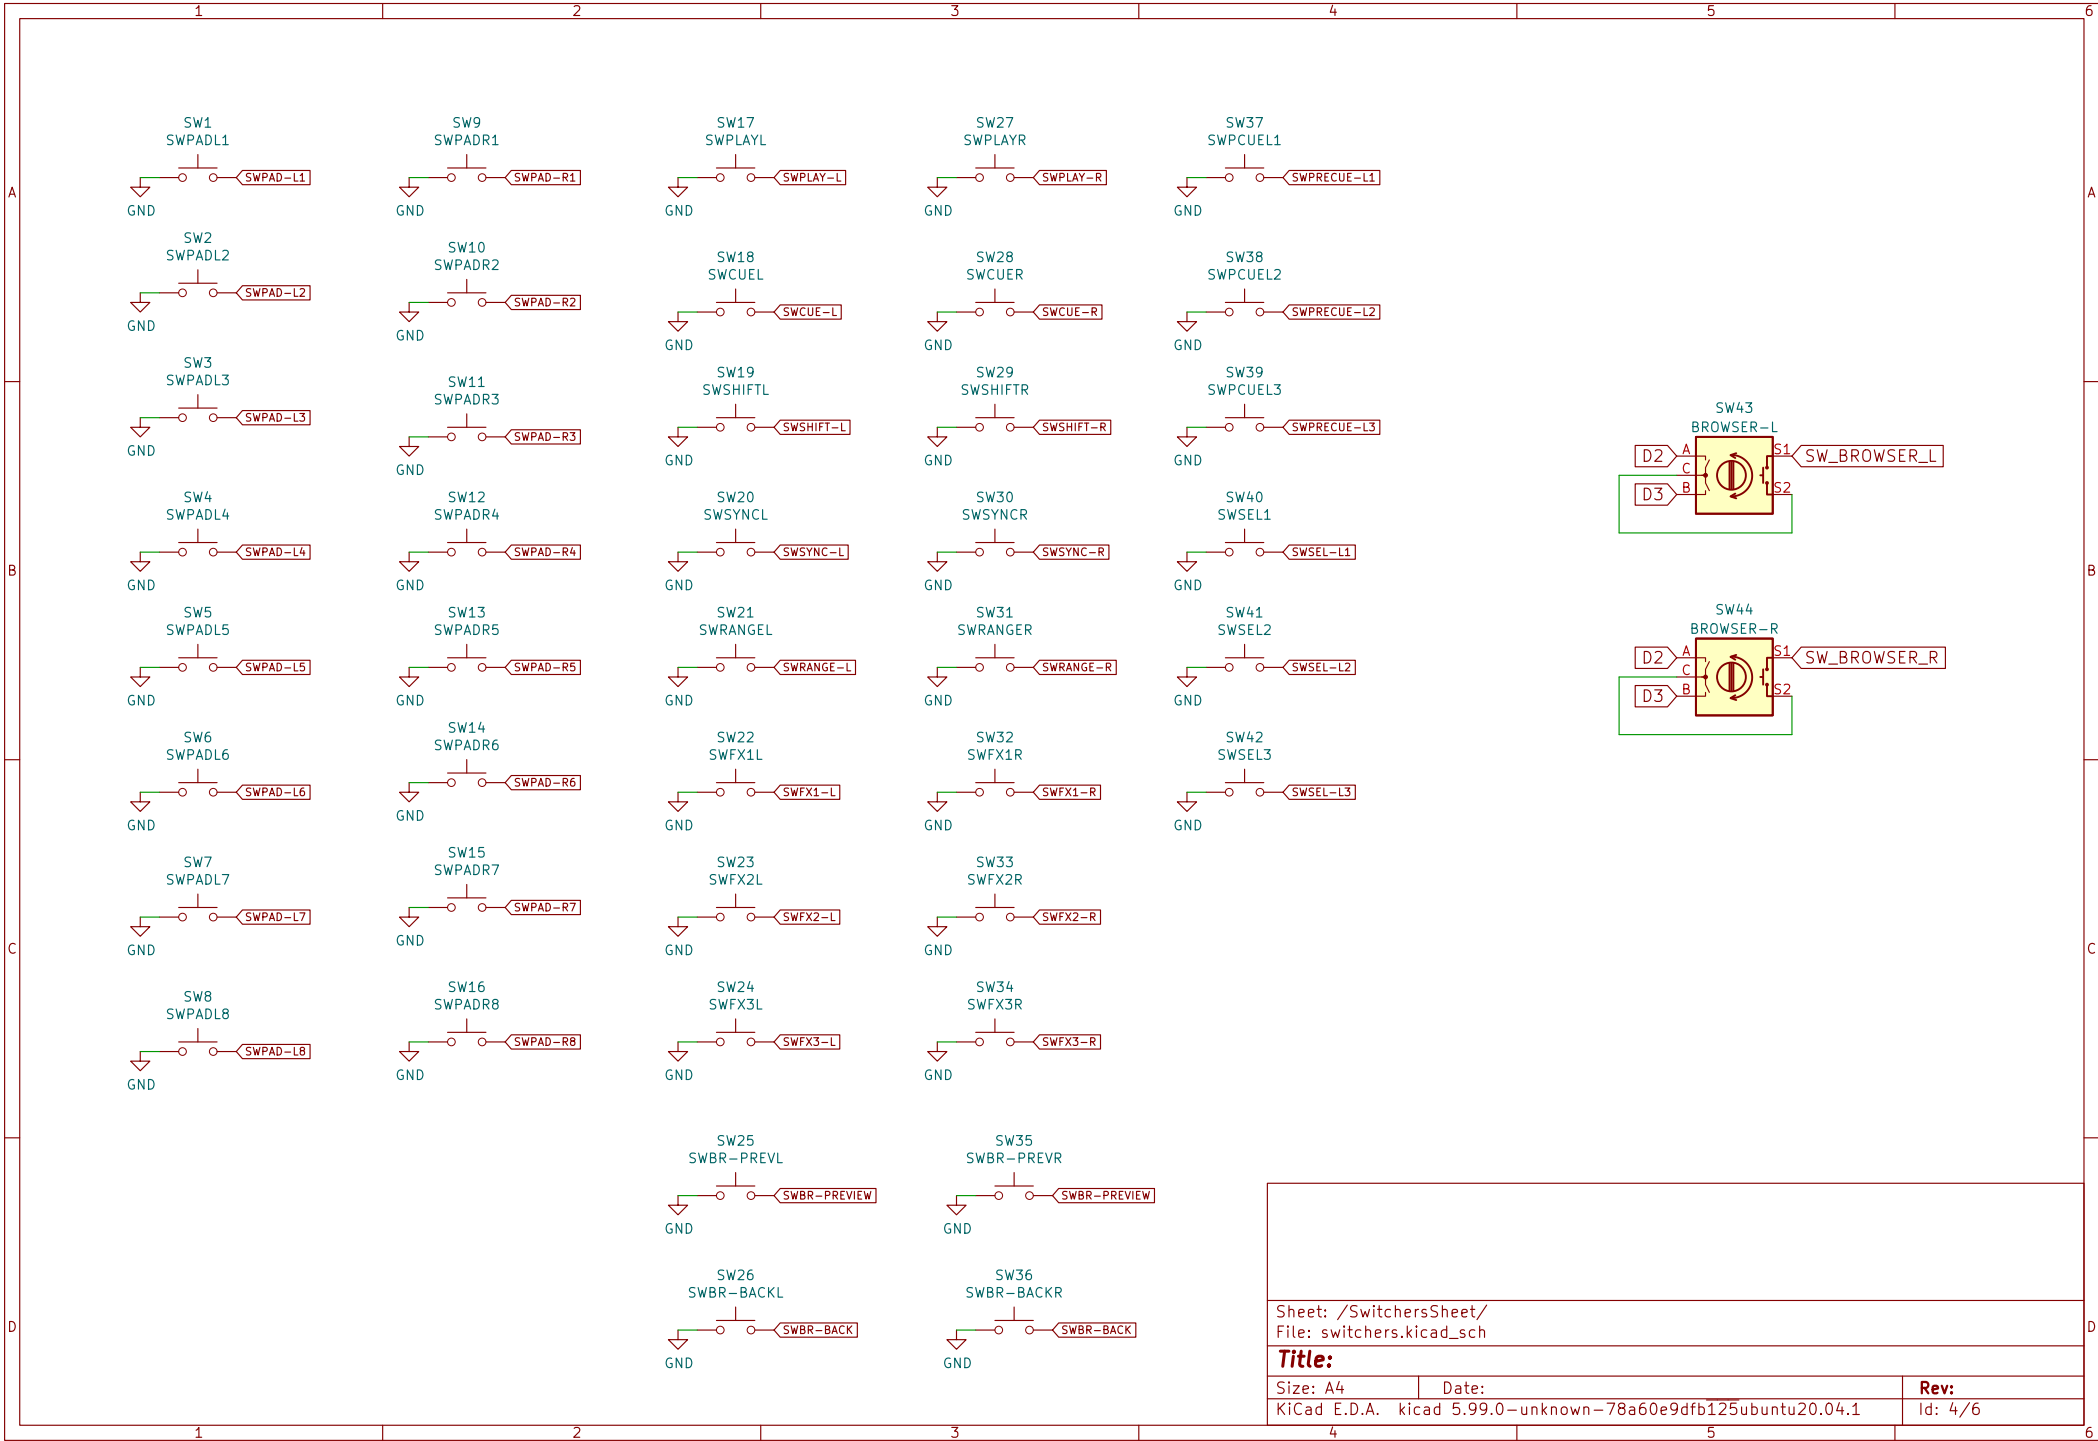 1 2 3 4 5 6
SW1
SWPADL1
SWPAD-L1
GND
SW9
SWPADR1
SWPAD-R1
GND
SW17
SWPLAYL
SWPLAY-L
GND
SW27
SWPLAYR
SWPLAY-R
GND
SW37
SWPCUEL1
SWPRECUE-L1
GND
A
A
SW2
SWPADL2
SWPAD-L2
GND
SW10
SWPADR2
SWPAD-R2
GND
SW18
SWCUEL
SWCUE-L
GND
SW28
SWCUER
SWCUE-R
GND
SW38
SWPCUEL2
SWPRECUE-L2
GND
SW3
SWPADL3
SWPAD-L3
GND
SW11
SWPADR3
SWPAD-R3
GND
SW19
SWSHIFTL
SWSHIFT-L
GND
SW29
SWSHIFTR
SWSHIFT-R
GND
SW39
SWPCUEL3
SWPRECUE-L3
GND
SW43
BROWSER-L
D2
A
S1
SW_BROWSER_L
C
D3
B
S2
SW4
SWPADL4
SWPAD-L4
GND
SW12
SWPADR4
SWPAD-R4
GND
SW20
SWSYNCL
SWSYNC-L
GND
SW30
SWSYNCR
SWSYNC-R
GND
SW40
SWSEL1
SWSEL-L1
GND
B
B
SW5
SWPADL5
SWPAD-L5
GND
SW13
SWPADR5
SWPAD-R5
GND
SW21
SWRANGEL
SWRANGE-L
GND
SW31
SWRANGER
SWRANGE-R
GND
SW41
SWSEL2
SWSEL-L2
GND
SW44
BROWSER-R
D2
A
S1
SW_BROWSER_R
C
D3
B
S2
SW6
SWPADL6
SWPAD-L6
GND
SW14
SWPADR6
SWPAD-R6
GND
SW22
SWFX1L
SWFX1-L
GND
SW32
SWFX1R
SWFX1-R
GND
SW42
SWSEL3
SWSEL-L3
GND
SW7
SWPADL7
SWPAD-L7
GND
SW15
SWPADR7
SWPAD-R7
GND
SW23
SWFX2L
SWFX2-L
GND
SW33
SWFX2R
SWFX2-R
GND
C
C
SW8
SWPADL8
SWPAD-L8
GND
SW16
SWPADR8
SWPAD-R8
GND
SW24
SWFX3L
SWFX3-L
GND
SW34
SWFX3R
SWFX3-R
GND
SW25
SWBR-PREVL
SWBR-PREVIEW
GND
SW35
SWBR-PREVR
SWBR-PREVIEW
GND
SW26
SWBR-BACKL
SWBR-BACK
GND
SW36
SWBR-BACKR
SWBR-BACK
GND
D
D
Sheet: /SwitchersSheet/
File: switchers.kicad_sch
Title:
Size: A4 Date: Rev:
KiCad E.D.A. kicad 5.99.0-unknown-78a60e9dfb125ubuntu20.04.1 Id: 4/6
1 2 3 4 5 6